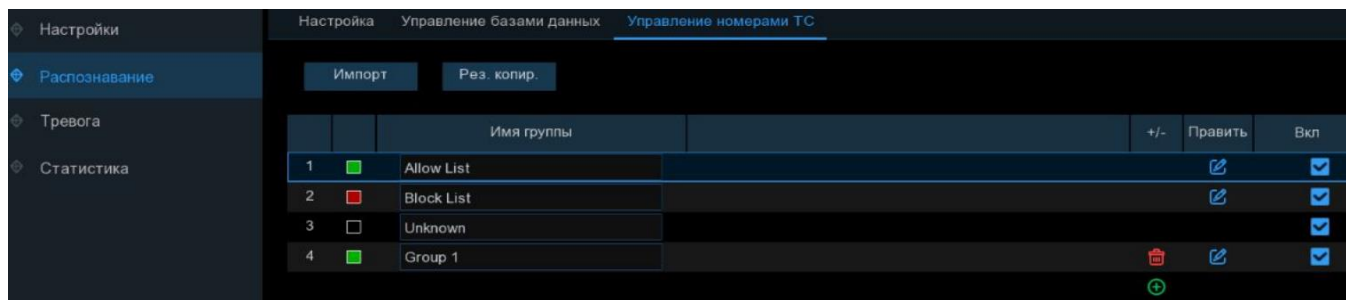 Настройки
Распознавание
Тревога
Статистика
Настройка Управление базами данных Управление номерами ТС
Импорт Рез. копир.
Имя группы +/- Править Вкл
1 Allow List
2 Block List
3 Unknown
4 Group 1